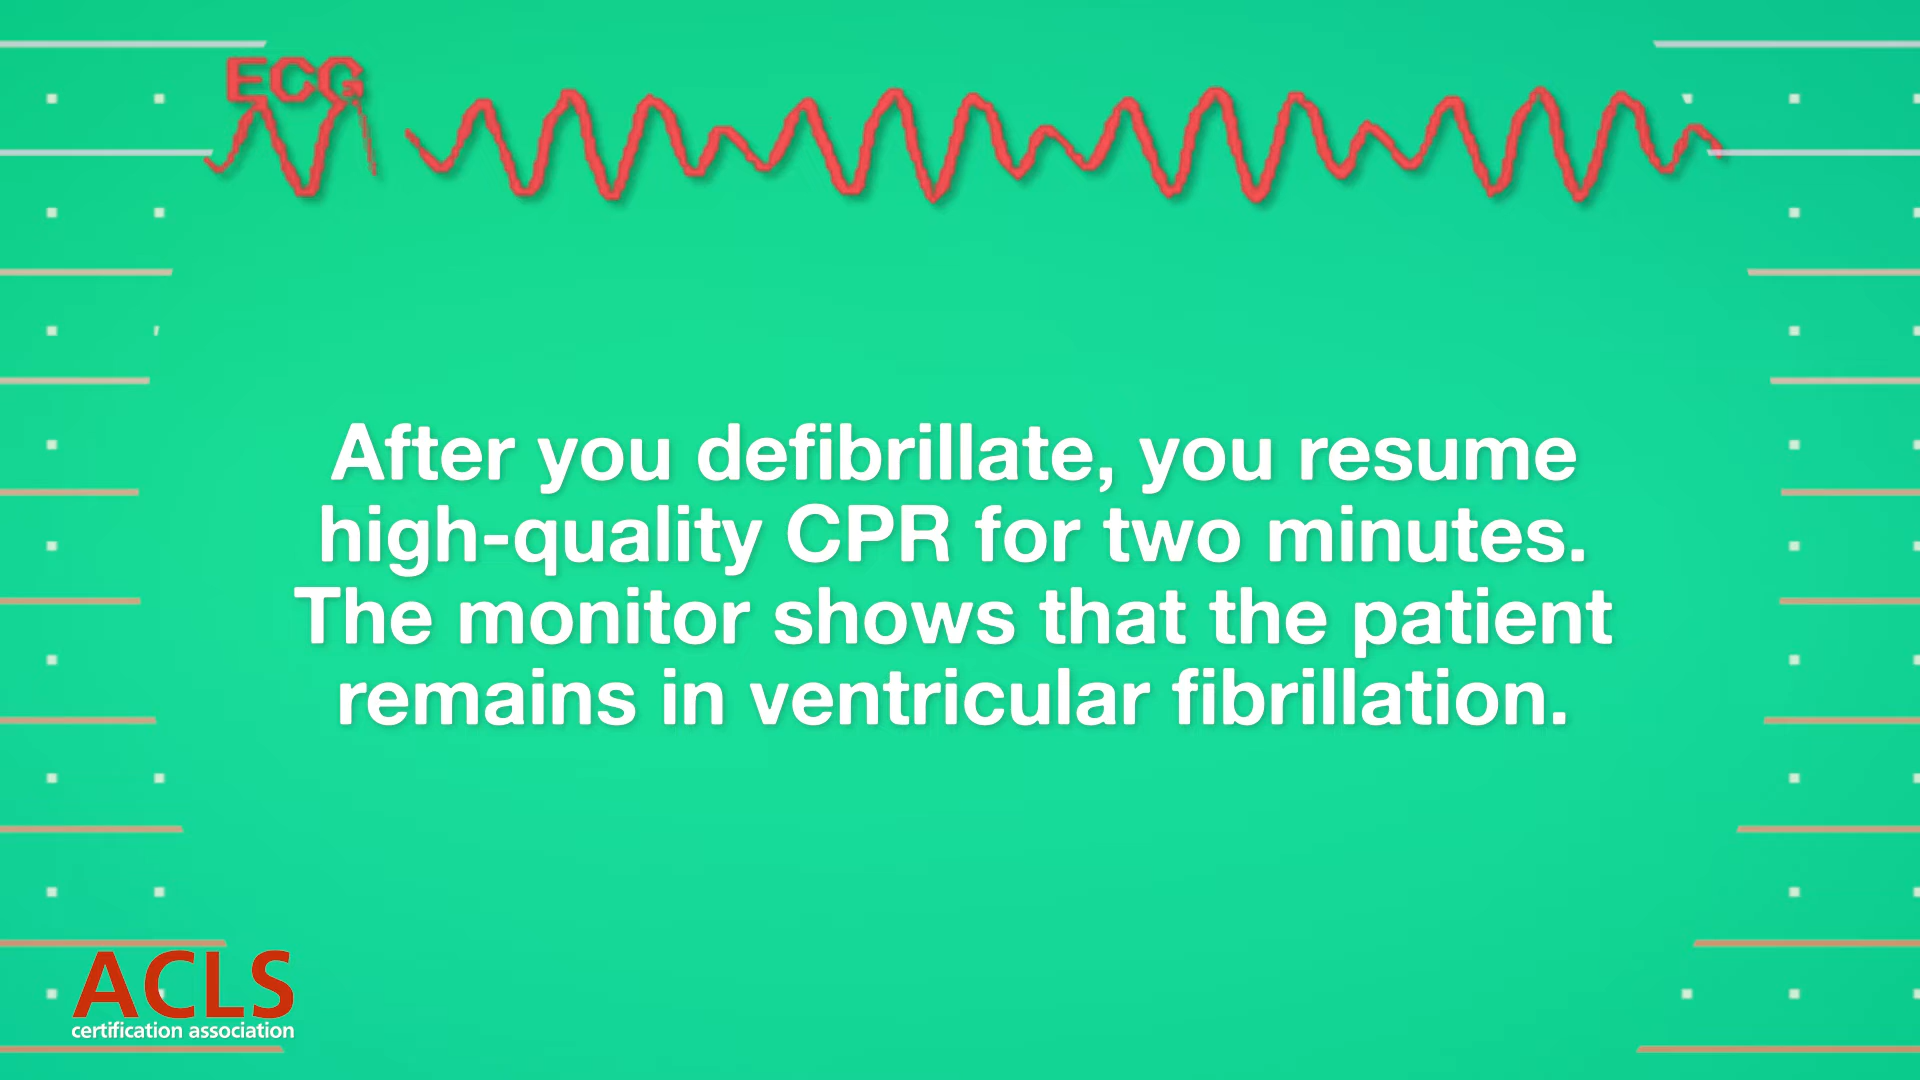 ECG
After you defibrillate, you resume
high-quality CPR for two minutes.
The monitor shows that the patient
remains in ventricular fibrillation.
ACLS
certification association